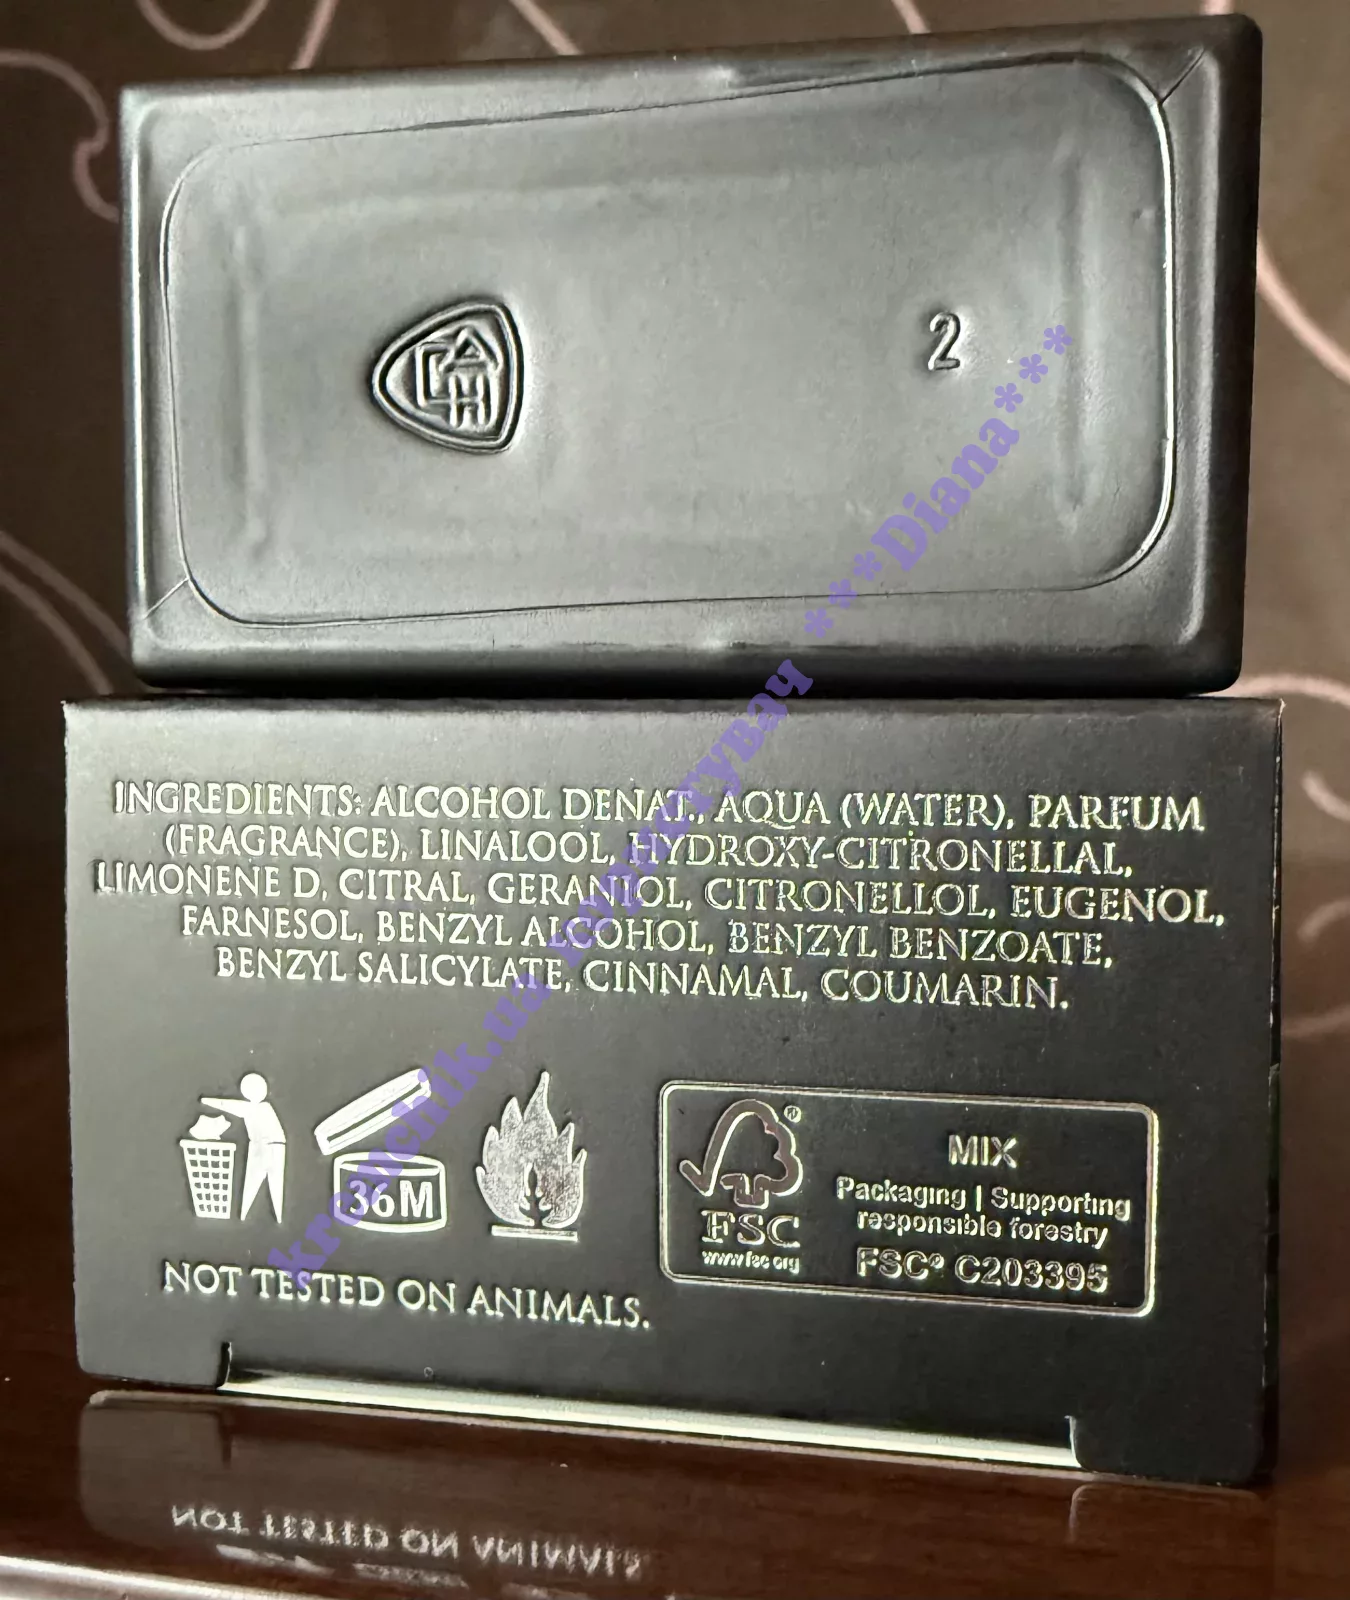 2
INGREDIENTS: ALCOHOL DENAT., AQUA (WATER), PARFUM
(FRAGRANCE), LINALOOL, HYDROXY-CITRONELLAL,
LIMONENE D, CITRAL, GERANIOL, CITRONELLOL, EUGENOL,
FARNESOL, BENZYL ALCOHOL, BENZYL BENZOATE,
BENZYL SALICYLATE, CINNAMAL, COUMARIN.
36M
NOT TESTED ON ANIMALS.
®
FSC
www.fsc.org
MIX
Packaging | Supporting
responsible forestry
FSC® C203395
***Diana***